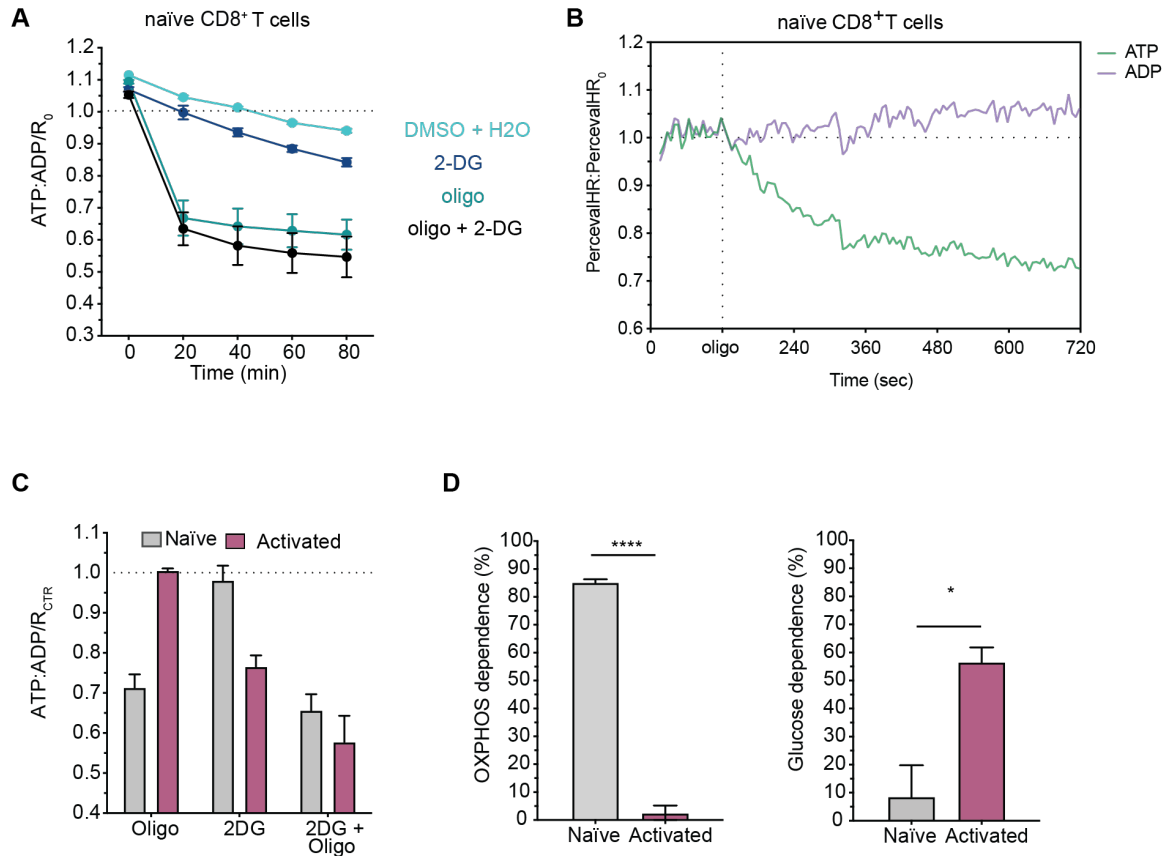 A
naïve CD8⁺ T cells
ATP:ADP/R₀
1.2
1.1
1.0
0.9
0.8
0.7
0.6
0.5
0.4
0.3
0 20 40 60 80
Time (min)
DMSO + H2O
2-DG
oligo
oligo + 2-DG
B
naïve CD8⁺T cells
PercevalHR:PercevalHR₀
1.2
1.1
1.0
0.9
0.8
0.7
0.6
0 oligo 240 360 480 600 720
Time (sec)
ATP
ADP
C
Naïve Activated
ATP:ADP/R_CTR
1.1
1.0
0.9
0.8
0.7
0.6
0.5
0.4
Oligo 2DG 2DG +
Oligo
D
OXPHOS dependence (%)
100
90
80
70
60
50
40
30
20
10
0
****
Naïve Activated
Glucose dependence (%)
100
90
80
70
60
50
40
30
20
10
0
*
Naïve Activated